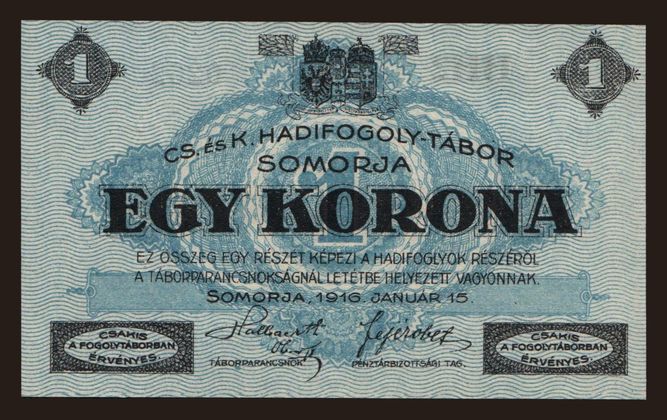 1 1
CS. ÉS K. HADIFOGOLY-TÁBOR
SOMORJA
EGY KORONA
1
EZ ÖSSZEG EGY RÉSZÉT KÉPEZI A HADIFOGLYOK RÉSZÉRŐL
A TÁBORPARANCSNOKSÁGNÁL LETÉTBE HELYEZETT VAGYONNAK.
SOMORJA, 1916. JANUÁR 15.
CSAKIS
A FOGOLYTÁBORBAN
ÉRVÉNYES.
TÁBORPARANCSNOK
PÉNZTÁRBIZOTTSÁGI TAG.
CSAKIS
A FOGOLYTÁBORBAN
ÉRVÉNYES.